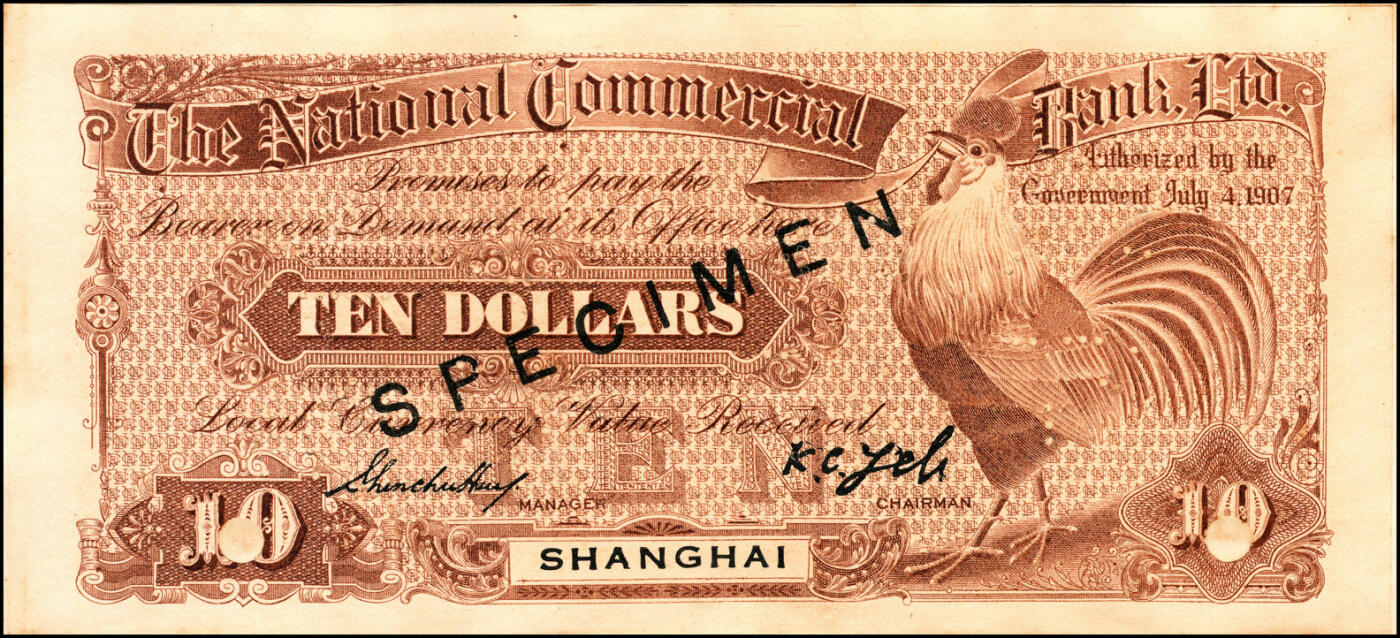 The National Commercial Bank, Ltd.
Authorized by the
Government July 4, 1907
Promises to pay the
Bearer on Demand at its Office here
TEN DOLLARS
SPECIMEN
Local Currency Value Received
TEN
K. C. Yeh
MANAGER
CHAIRMAN
10
10
SHANGHAI